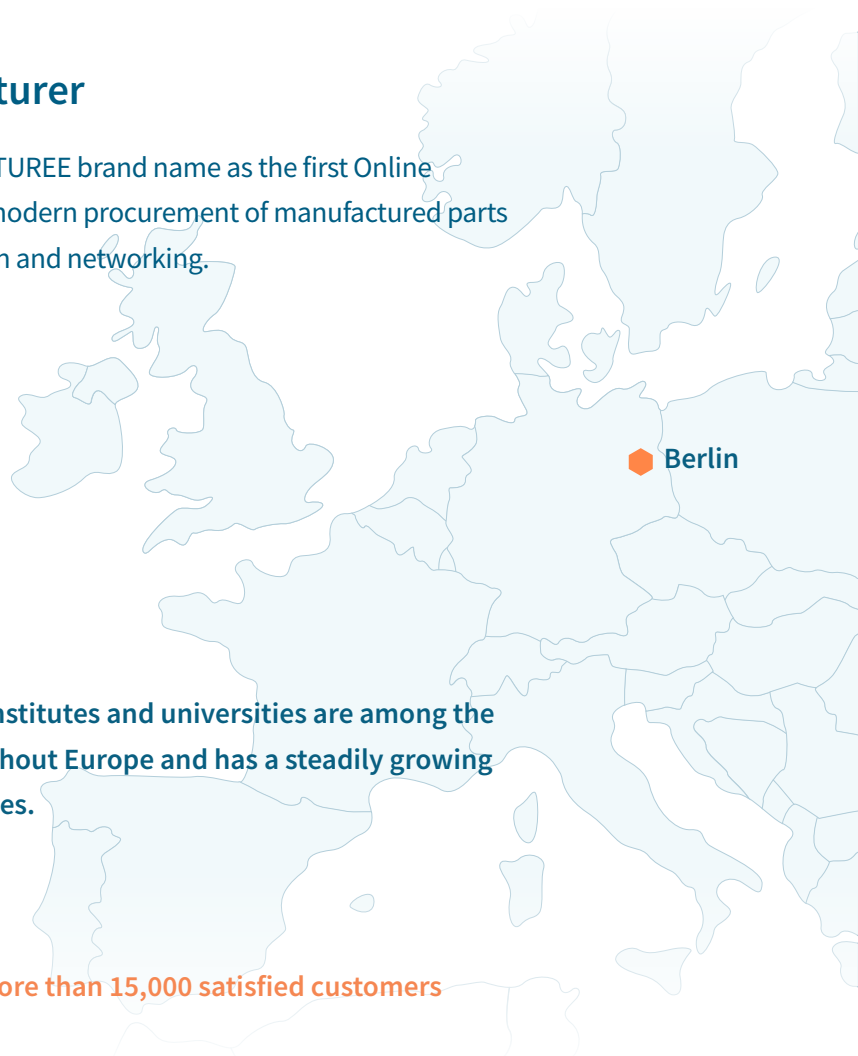 turer
TUREE brand name as the first Online
modern procurement of manufactured parts
n and networking.
Berlin
nstitutes and universities are among the
hout Europe and has a steadily growing
es.
ore than 15,000 satisfied customers